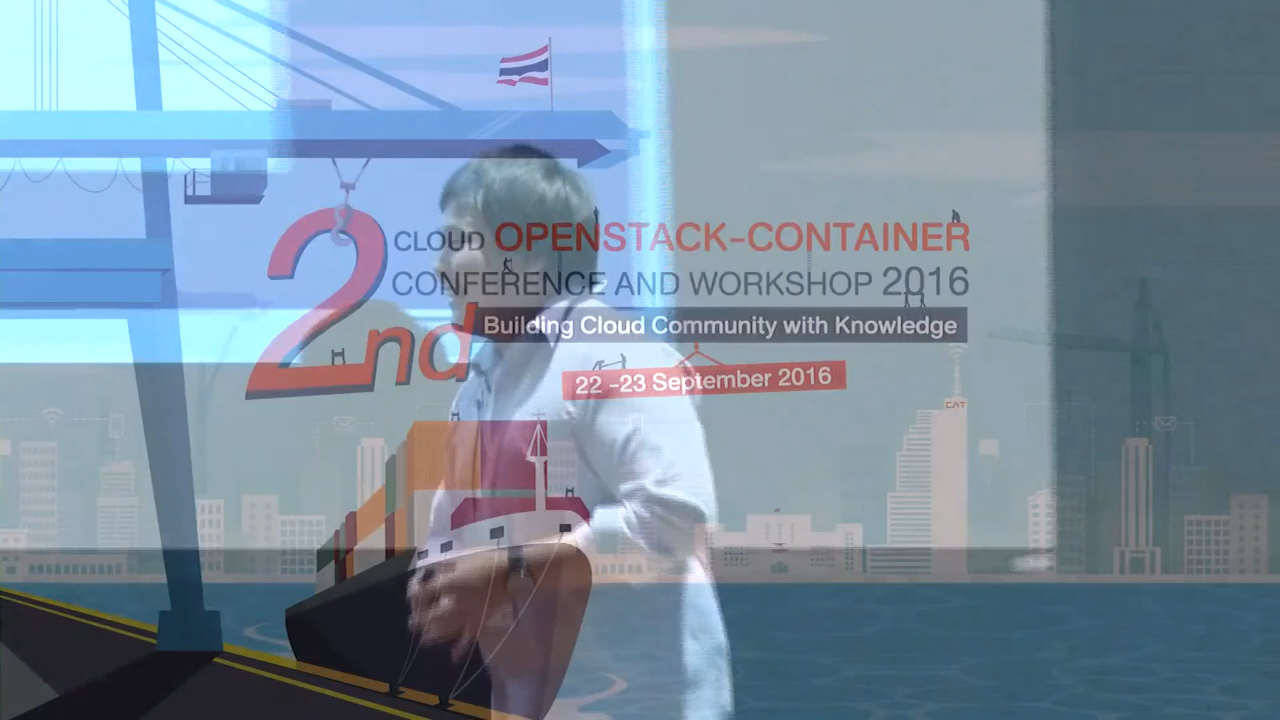 CLOUD OPENSTACK-CONTAINER
CONFERENCE AND WORKSHOP 2016
2nd
Building Cloud Community with Knowledge
22 -23 September 2016
CAT